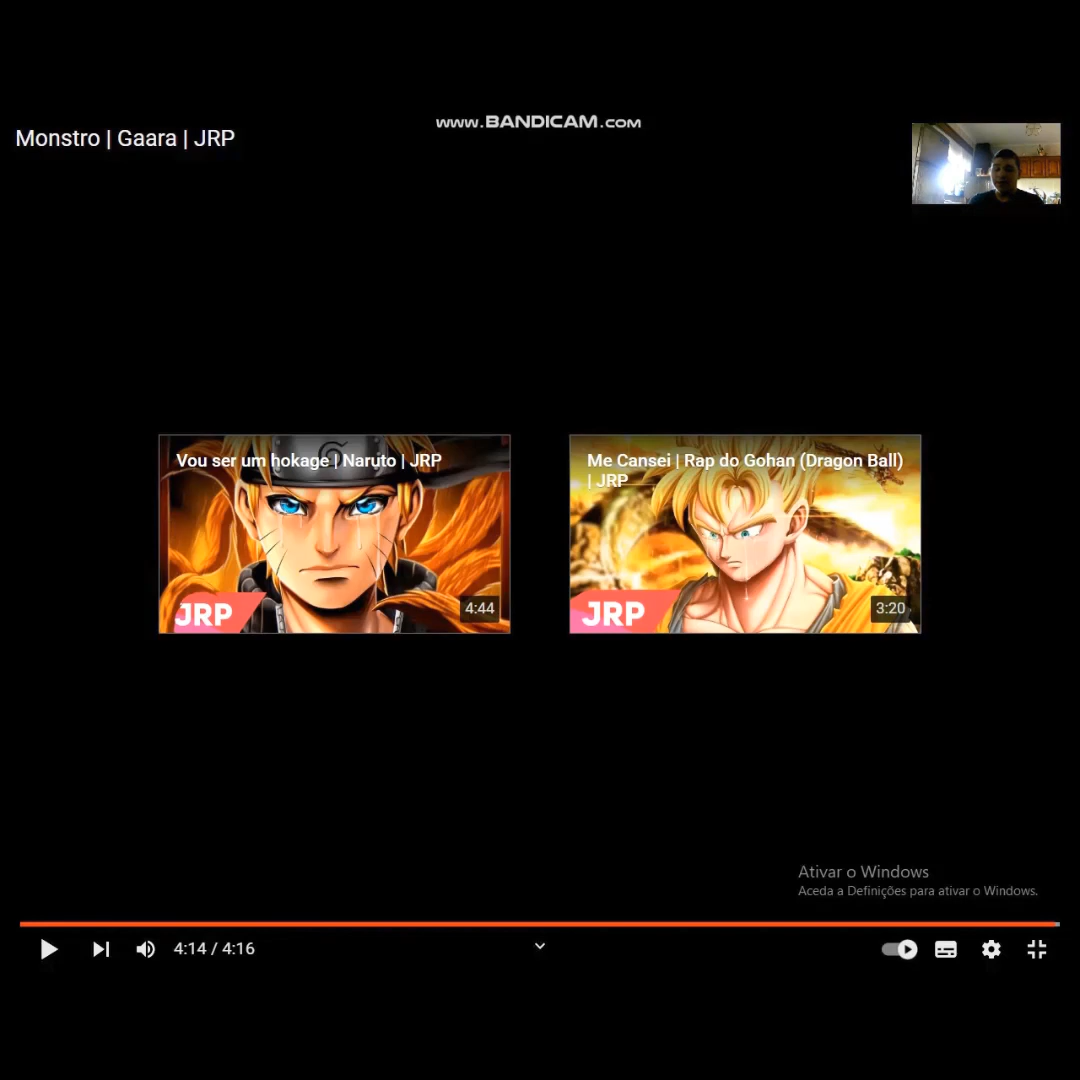 www.BANDICAM.com
Monstro | Gaara | JRP
Vou ser um hokage | Naruto | JRP
JRP
4:44
Me Cansei | Rap do Gohan (Dragon Ball)
| JRP
JRP
3:20
Ativar o Windows
Aceda a Definições para ativar o Windows.
4:14 / 4:16